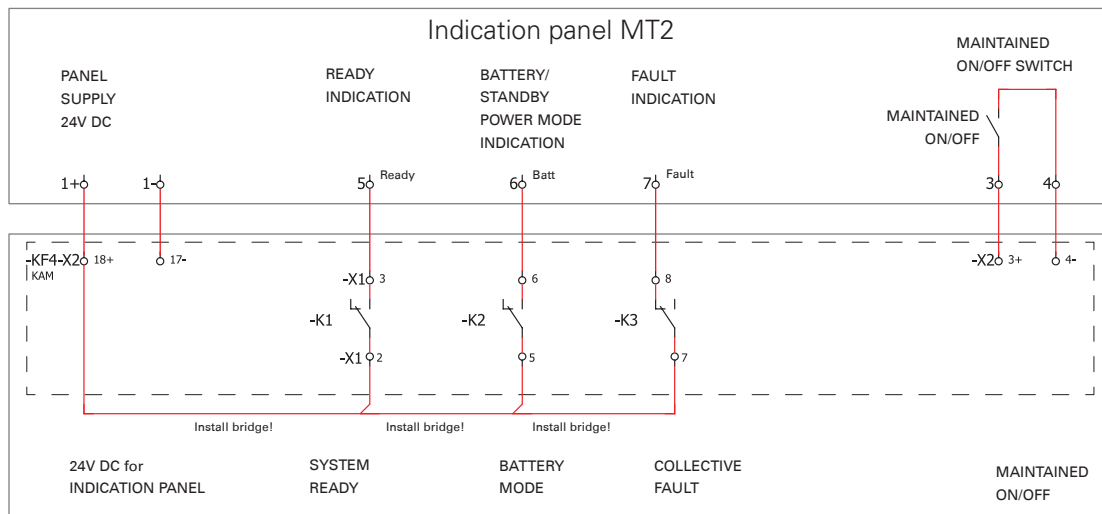 Indication panel MT2
PANEL
SUPPLY
24V DC
READY
INDICATION
BATTERY/
STANDBY
POWER MODE
INDICATION
FAULT
INDICATION
MAINTAINED
ON/OFF SWITCH
MAINTAINED
ON/OFF
1+
1-
5 Ready
6 Batt
7 Fault
3
4
-KF4-X2 18+
KAM
17-
-X2 3+
4-
-X1 3
6
8
-K1
-K2
-K3
-X1 2
5
7
Install bridge!
Install bridge!
Install bridge!
24V DC for
INDICATION PANEL
SYSTEM
READY
BATTERY
MODE
COLLECTIVE
FAULT
MAINTAINED
ON/OFF